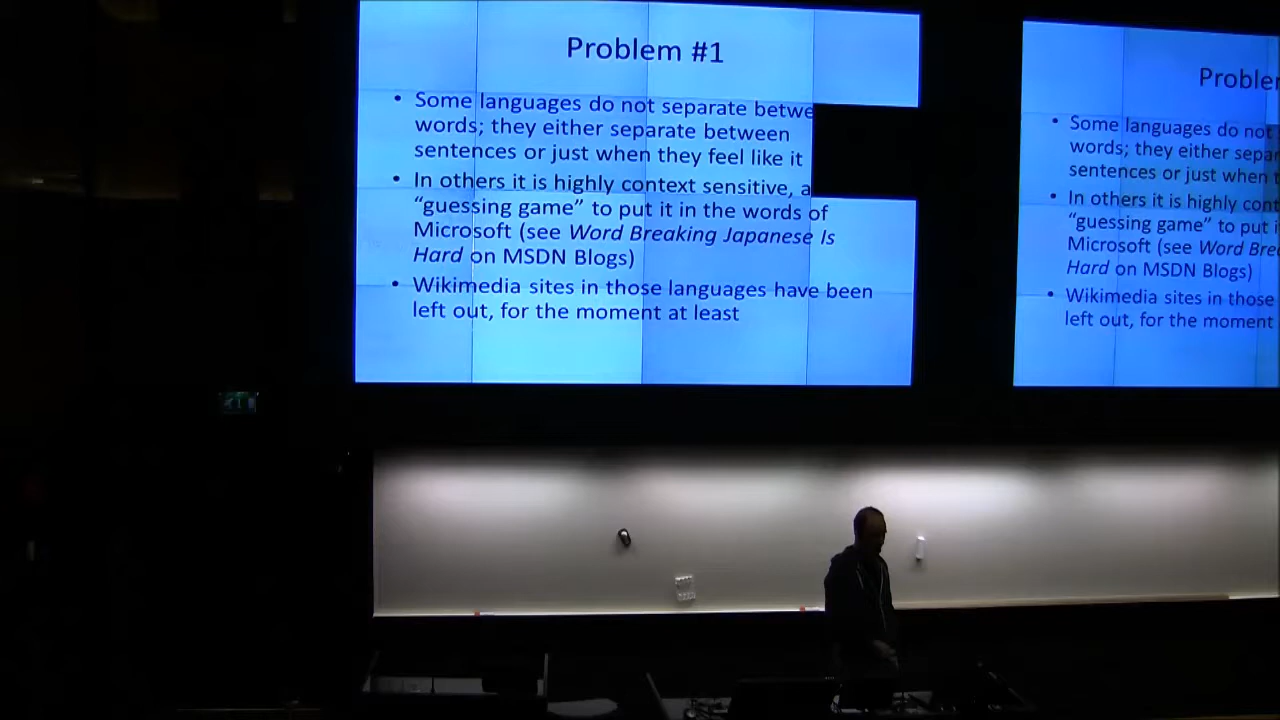 Problem #1
• Some languages do not separate betwe
words; they either separate between
sentences or just when they feel like it
• In others it is highly context sensitive, a
“guessing game” to put it in the words of
Microsoft (see Word Breaking Japanese Is
Hard on MSDN Blogs)
• Wikimedia sites in those languages have been
left out, for the moment at least
Proble
• Some languages do not
words; they either sepa
sentences or just when t
• In others it is highly cont
“guessing game” to put i
Microsoft (see Word Bre
Hard on MSDN Blogs)
• Wikimedia sites in those
left out, for the moment